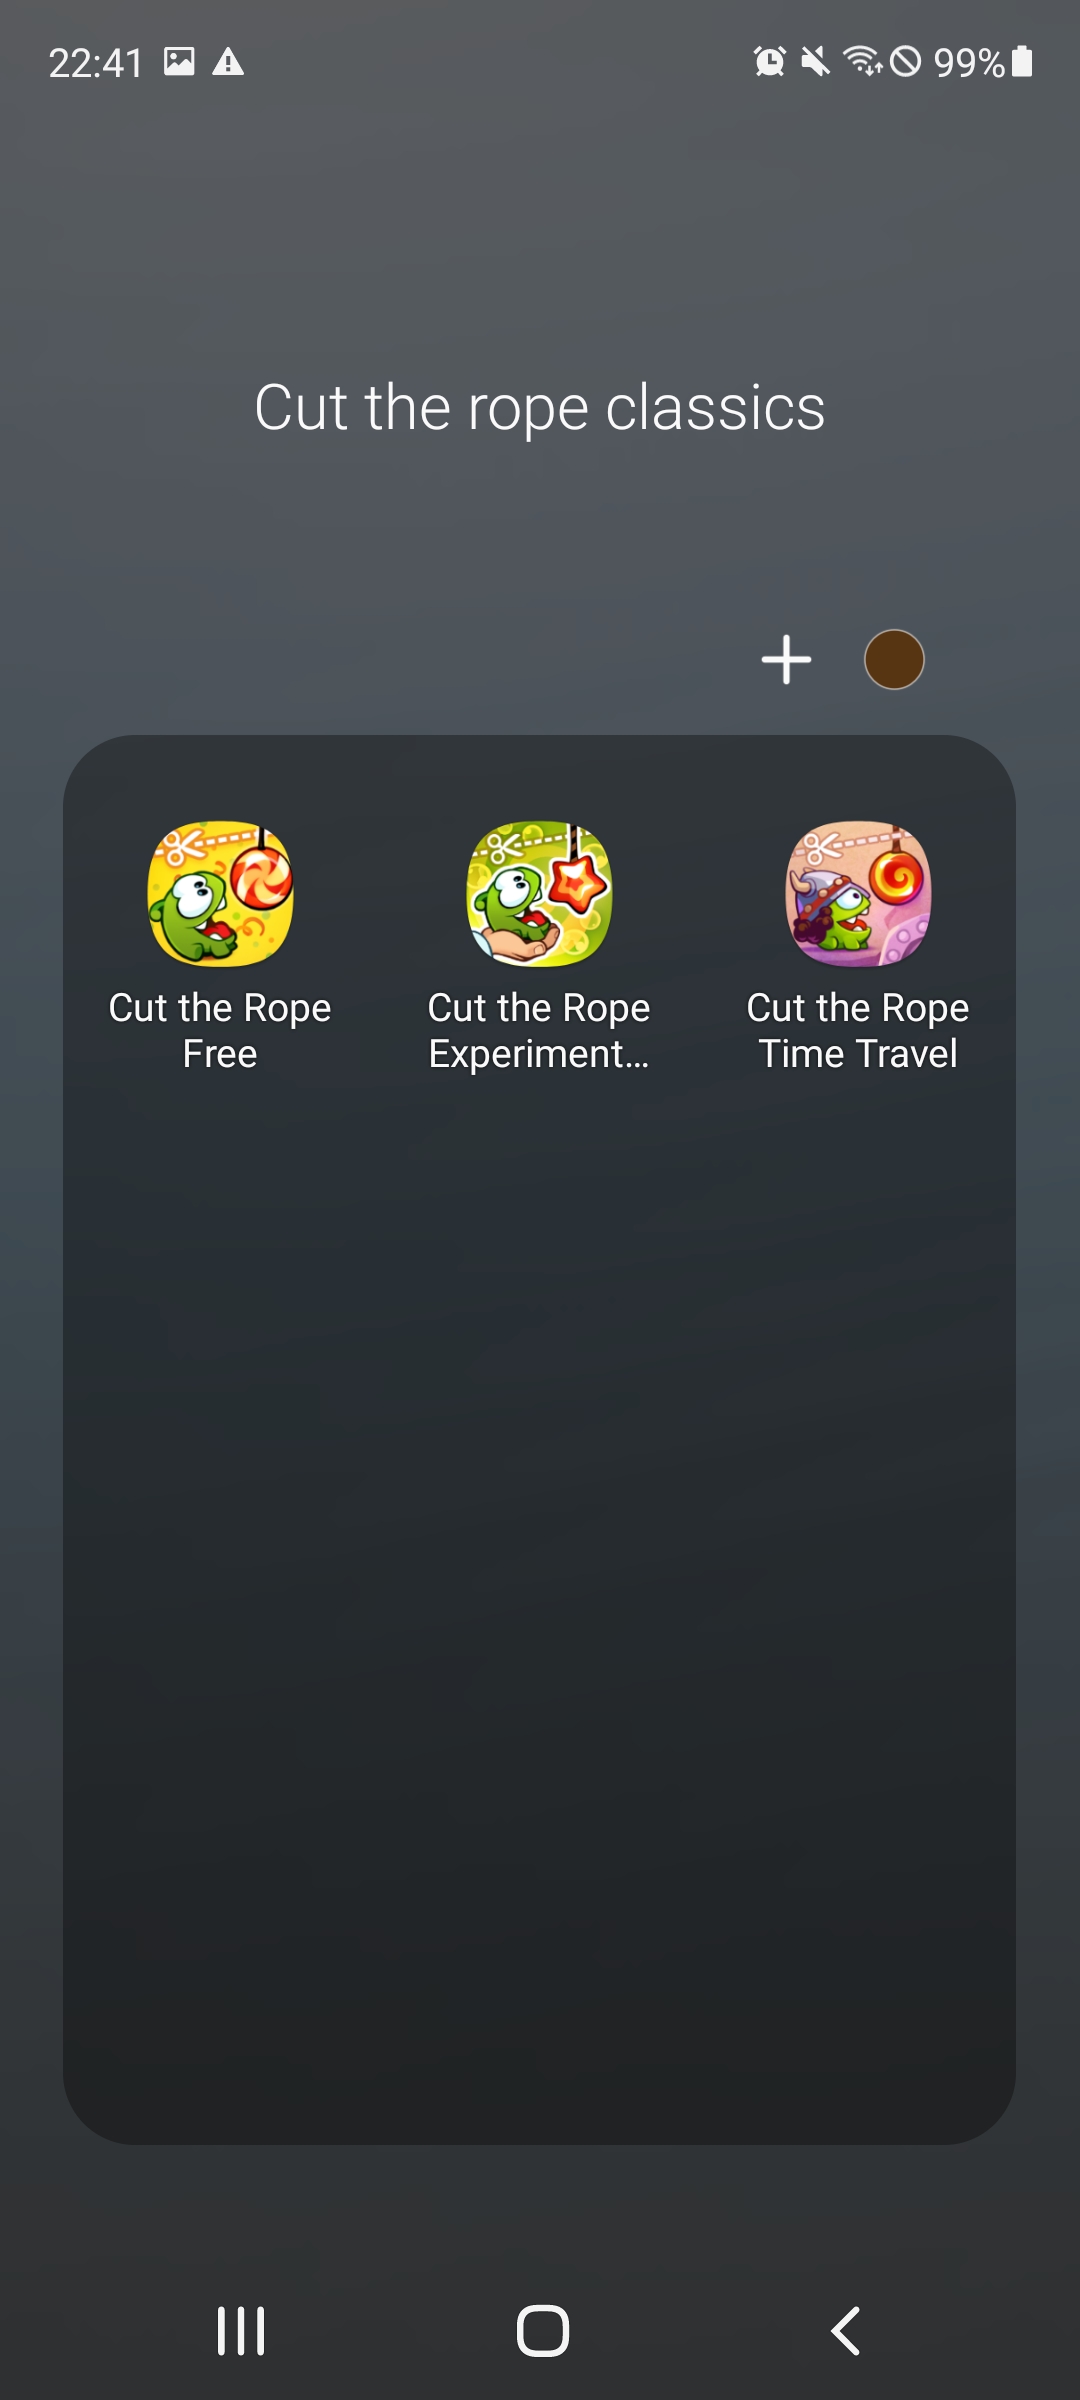 22:41 99%
Cut the rope classics
Cut the Rope
Free
Cut the Rope
Experiment...
Cut the Rope
Time Travel